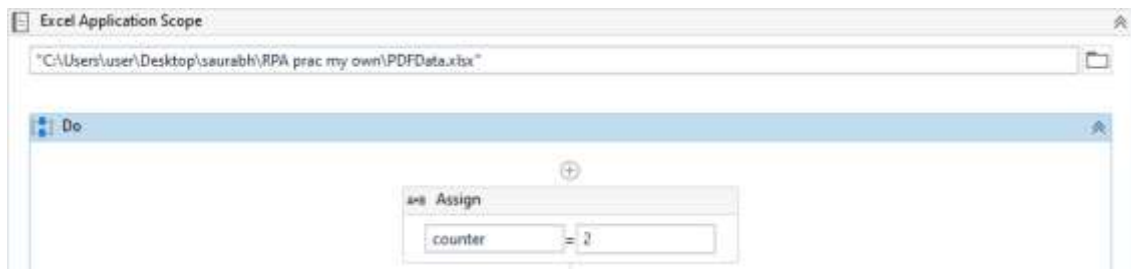 Excel Application Scope
"C:\Users\user\Desktop\saurabh\RPA prac my own\PDFData.xlsx"
Do
A*B Assign
counter = 2